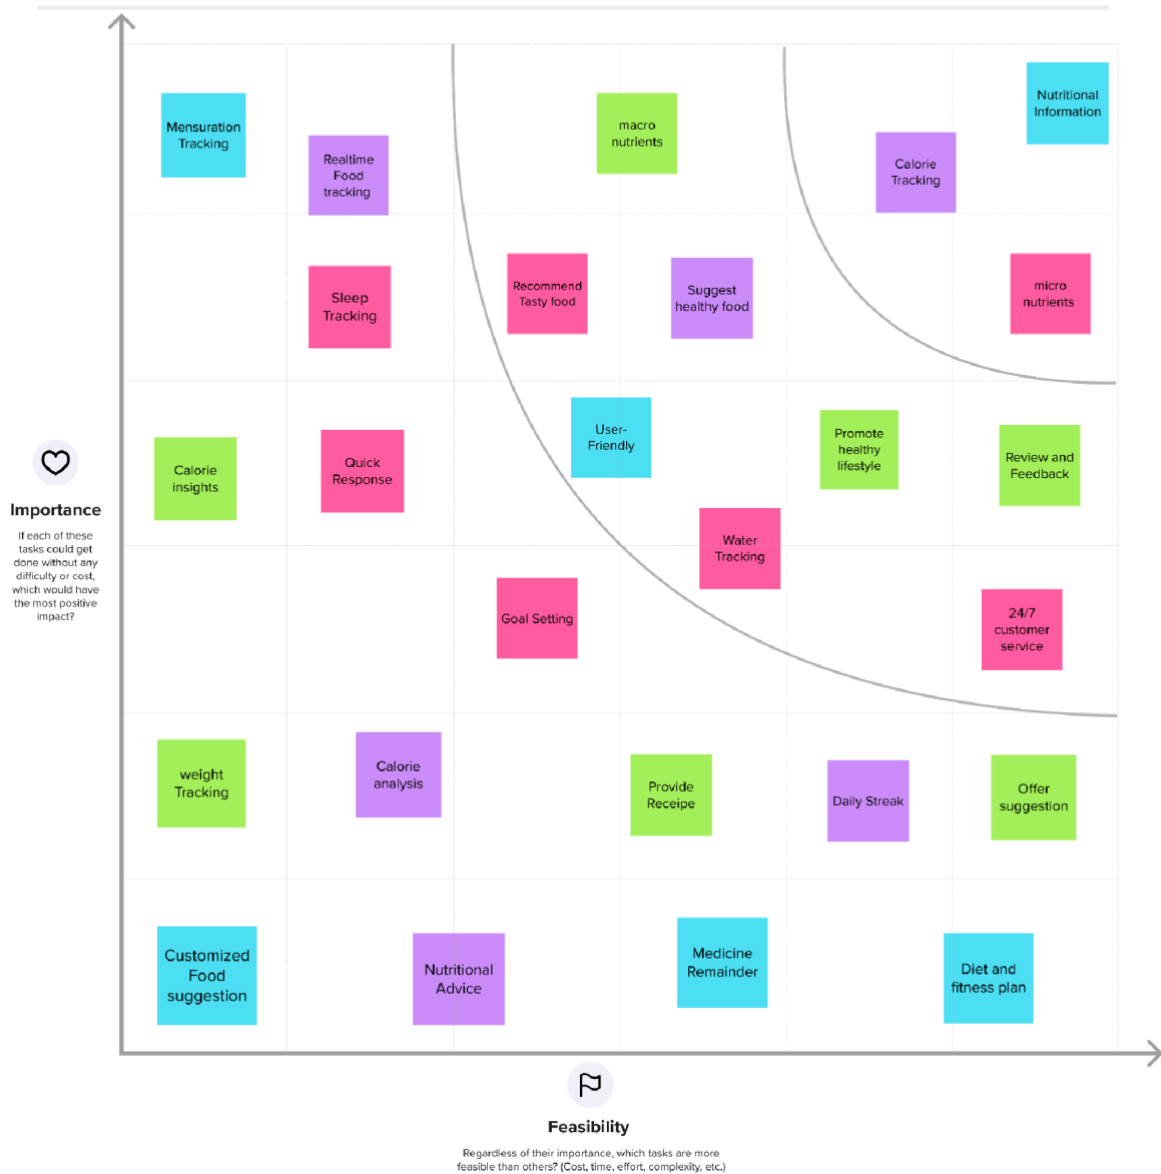 Mensuration
Tracking
Realtime
Food
tracking
macro
nutrients
Calorie
Tracking
Nutritional
Information
Sleep
Tracking
Recommend
Tasty food
Suggest
healthy food
micro
nutrients
Calorie
insights
Quick
Response
User-
Friendly
Promote
healthy
lifestyle
Review and
Feedback
Water
Tracking
Goal Setting
24/7
customer
service
Importance
If each of these
tasks could get
done without any
difficulty or cost,
which would have
the most positive
impact?
weight
Tracking
Calorie
analysis
Provide
Receipe
Daily Streak
Offer
suggestion
Customized
Food
suggestion
Nutritional
Advice
Medicine
Remainder
Diet and
fitness plan
Feasibility
Regardless of their importance, which tasks are more
feasible than others? (Cost, time, effort, complexity, etc.)